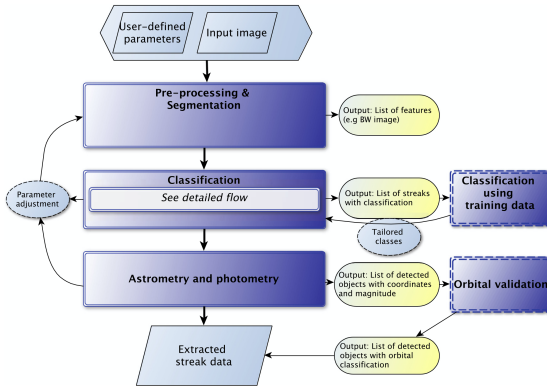 User-defined
parameters
Input image
Pre-processing &
Segmentation
Output: List of features
(e.g BW image)
Parameter
adjustment
Classification
See detailed flow
Output: List of streaks
with classification
Classification
using
training data
Tailored
classes
Astrometry and photometry
Output: List of detected
objects with coordinates
and magnitude
Orbital validation
Extracted
streak data
Output: List of detected
objects with orbital
classification